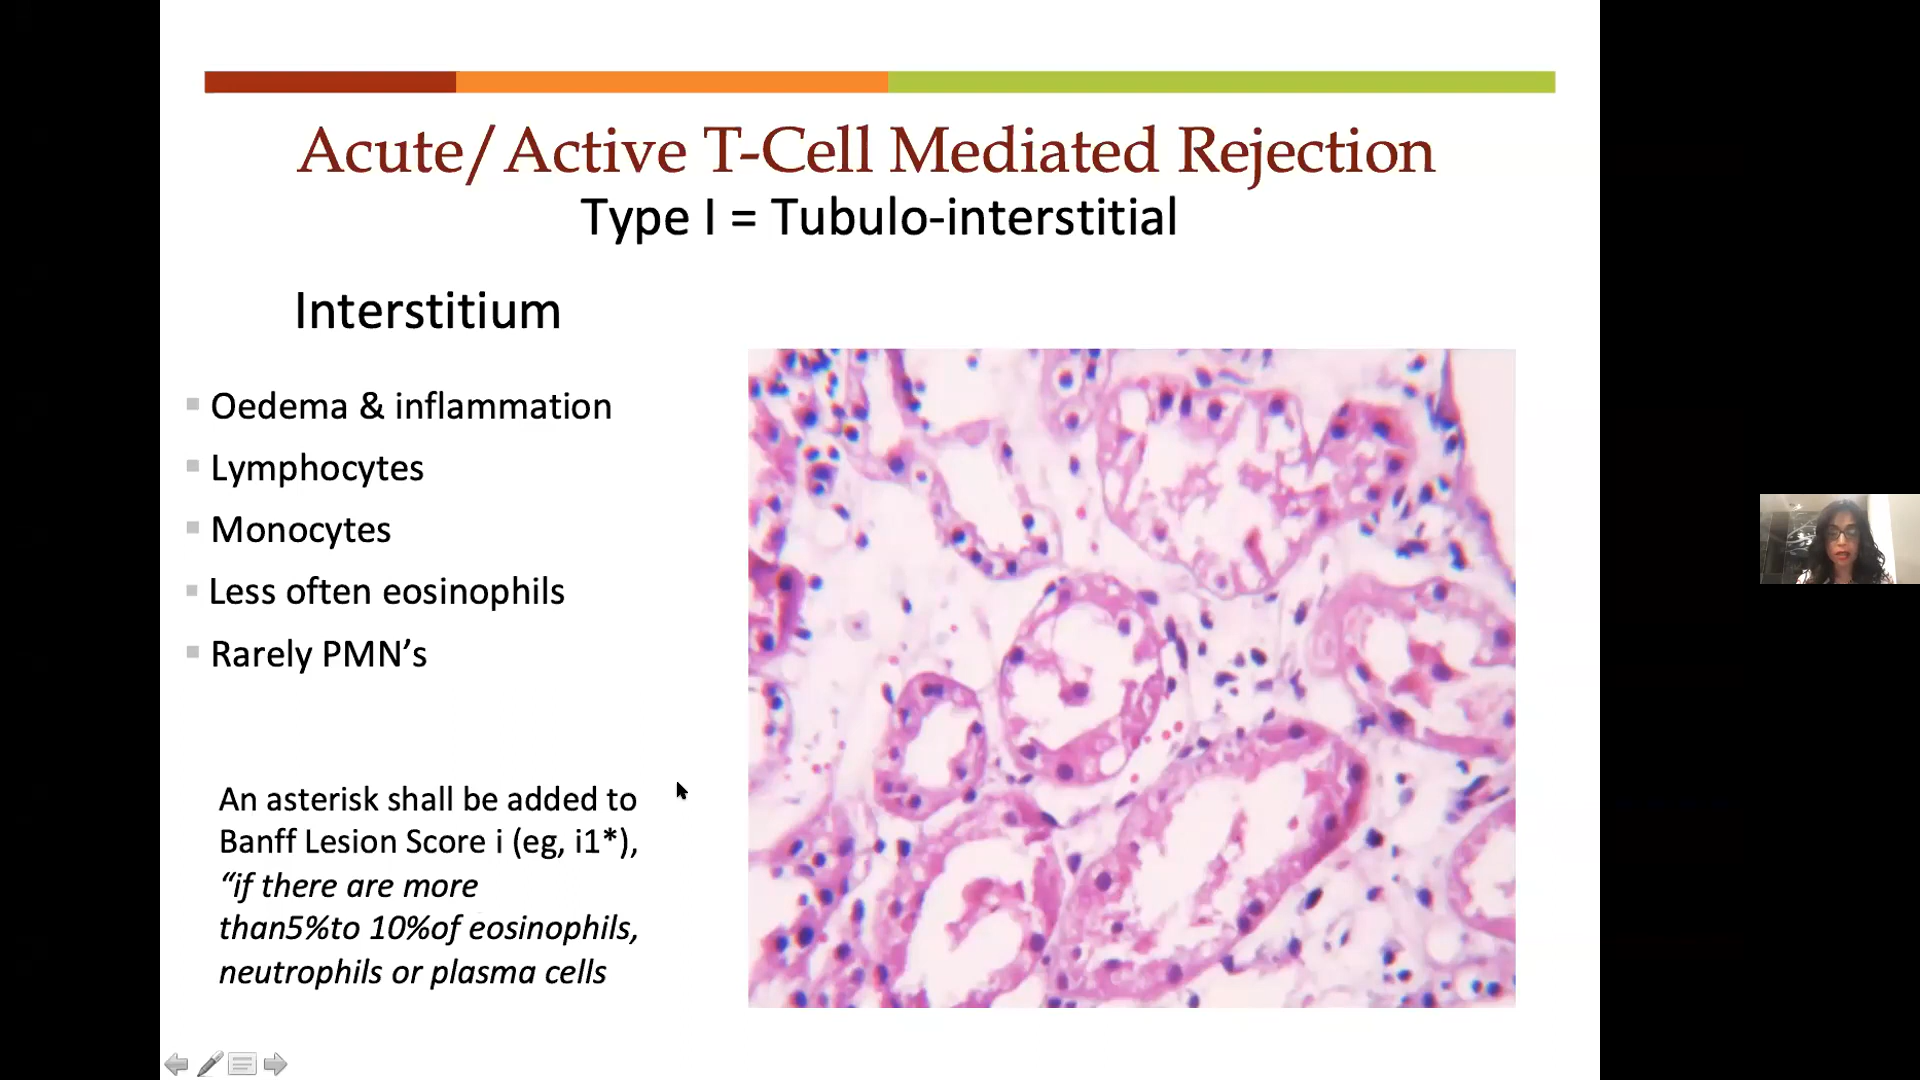 Acute/Active T-Cell Mediated Rejection
Type I = Tubulo-interstitial
Interstitium
Oedema & inflammation
Lymphocytes
Monocytes
Less often eosinophils
Rarely PMN’s
An asterisk shall be added to
Banff Lesion Score i (eg, i1*),
“if there are more
than5%to 10%of eosinophils,
neutrophils or plasma cells